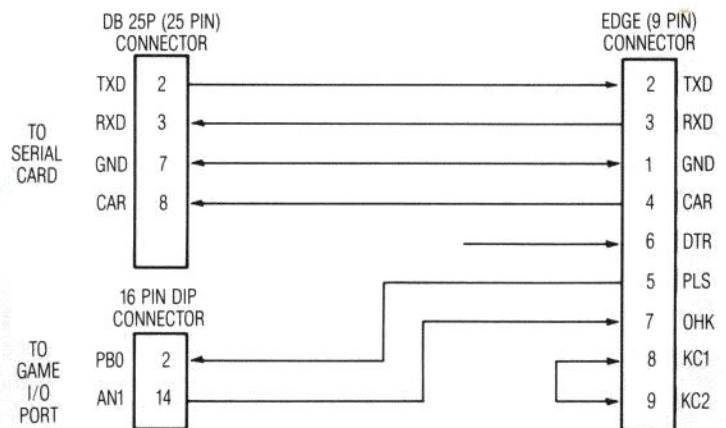 DB 25P (25 PIN)
CONNECTOR
EDGE (9 PIN)
CONNECTOR
TO
SERIAL
CARD
TXD 2
RXD 3
GND 7
CAR 8
2 TXD
3 RXD
1 GND
4 CAR
6 DTR
5 PLS
7 OHK
8 KC1
9 KC2
16 PIN DIP
CONNECTOR
TO
GAME
I/O
PORT
PB0 2
AN1 14